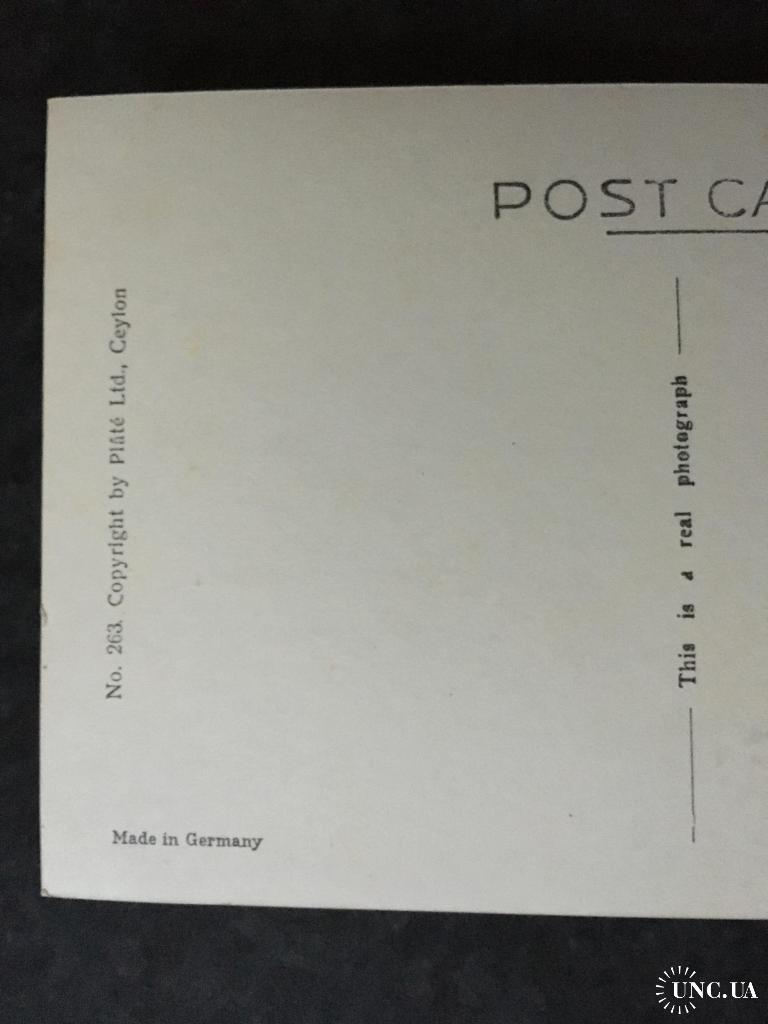 POST CA
No. 263. Copyright by Plâté Ltd., Ceylon
This is a real photograph
Made in Germany
UNC.UA